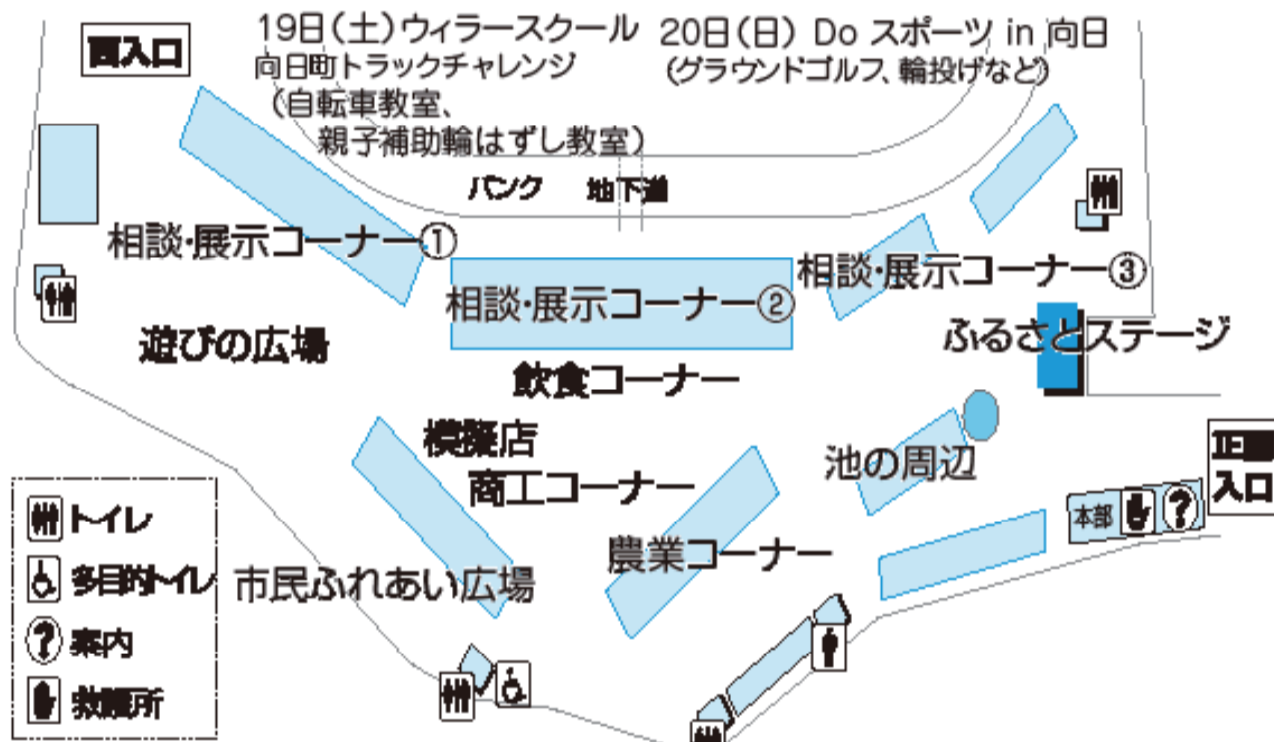 西入口
19日(土)ウィラースクール
向日町トラックチャレンジ
(自転車教室、
親子補助輪はずし教室)
20日(日) Do スポーツ in 向日
(グラウンドゴルフ、輪投げなど)
バンク
地下道
相談・展示コーナー①
相談・展示コーナー②
相談・展示コーナー③
ふるさとステージ
遊びの広場
飲食コーナー
模擬店
商工コーナー
池の周辺
正面
入口
農業コーナー
本部
?
市民ふれあい広場
トイレ
多目的トイレ
? 案内
救護所